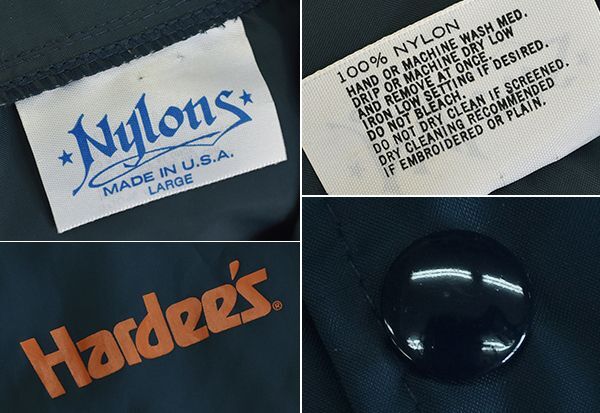 Nylons
MADE IN U.S.A.
LARGE
100% NYLON
HAND OR MACHINE WASH MED.
DRIP OR MACHINE DRY LOW
AND REMOVE AT ONCE.
IRON LOW SETTING IF DESIRED.
DO NOT BLEACH.
DO NOT DRY CLEAN IF SCREENED.
DRY CLEANING RECOMMENDED
IF EMBROIDERED OR PLAIN.
Hardee's®